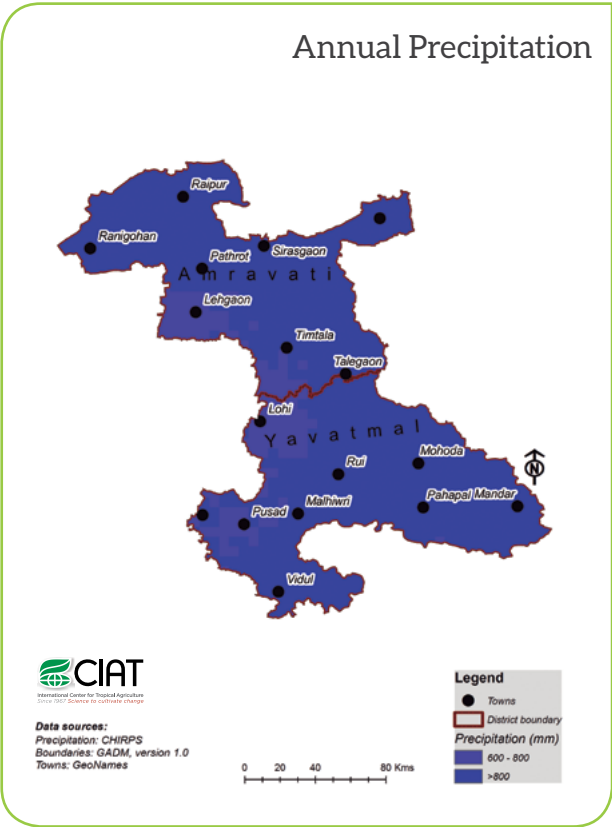 Annual Precipitation
Raipur
Ranigohan
Sirasgaon
Pathrot
Amravati
Lehgaon
Timtala
Talegaon
Lohi
Yavatmal
Mohoda
Rui
N
Pahapal Mandar
Malhiwri
Pusad
Vidul
CIAT
International Center for Tropical Agriculture
Since 1967 Science to cultivate change
Data sources:
Precipitation: CHIRPS
Boundaries: GADM, version 1.0
Towns: GeoNames
0 20 40 80 Kms
Legend
Towns
District boundary
Precipitation (mm)
600 - 800
>800